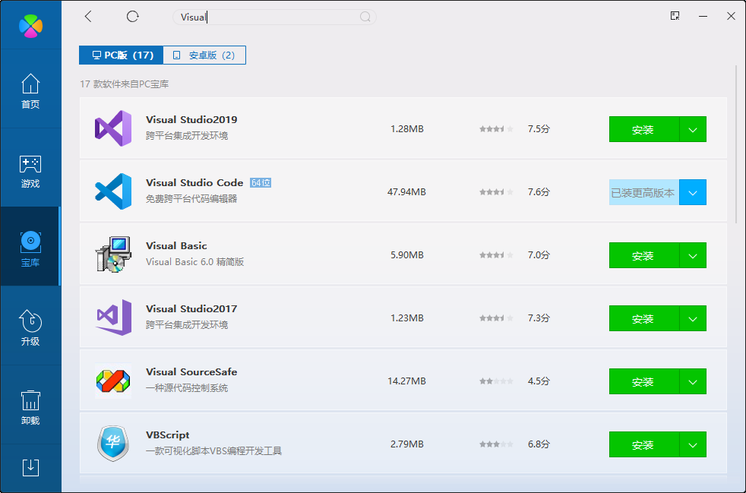 Visual
PC版（17） 安卓版（2）
17 款软件来自PC宝库
首页
游戏
宝库
升级
卸载
Visual Studio2019
跨平台集成开发环境
1.28MB 7.5分 安装
Visual Studio Code 64位
免费跨平台代码编辑器
47.94MB 7.6分 已装更高版本
Visual Basic
Visual Basic 6.0 精简版
5.90MB 7.0分 安装
Visual Studio2017
跨平台集成开发环境
1.23MB 7.3分 安装
Visual SourceSafe
一种源代码控制系统
14.27MB 4.5分 安装
华
VBScript
一款可视化脚本VBS编程开发工具
2.79MB 6.8分 安装